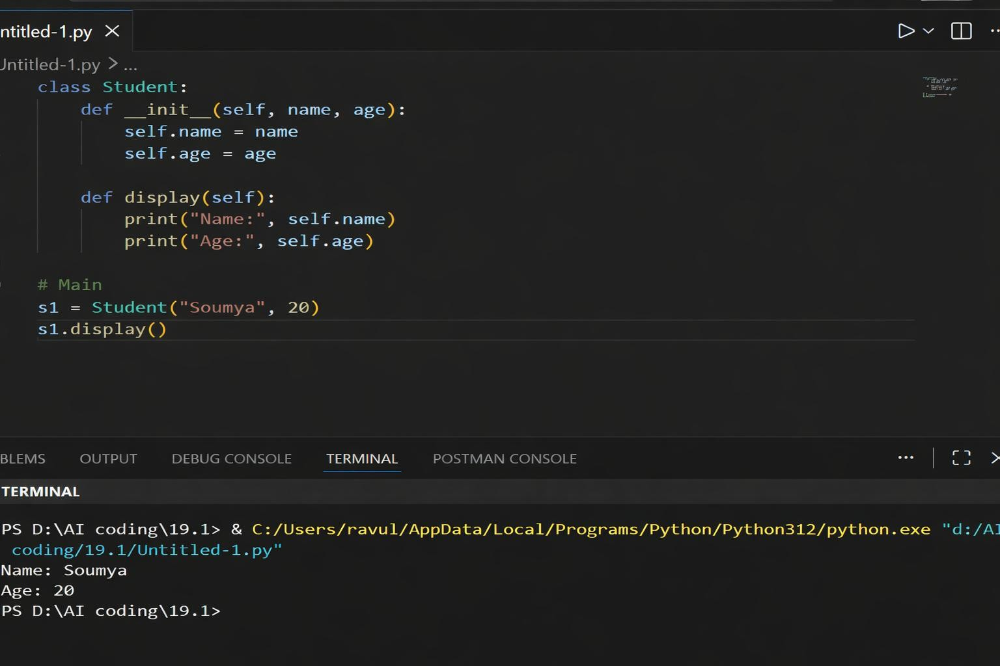 ntitled-1.py
Untitled-1.py > ...
class Student:
    def __init__(self, name, age):
        self.name = name
        self.age = age

    def display(self):
        print("Name:", self.name)
        print("Age:", self.age)

# Main
s1 = Student("Soumya", 20)
s1.display()
BLEMS OUTPUT DEBUG CONSOLE TERMINAL POSTMAN CONSOLE
TERMINAL
PS D:\AI coding\19.1> & C:/Users/ravul/AppData/Local/Programs/Python/Python312/python.exe "d:/AI
 coding/19.1/Untitled-1.py"
Name: Soumya
Age: 20
PS D:\AI coding\19.1>